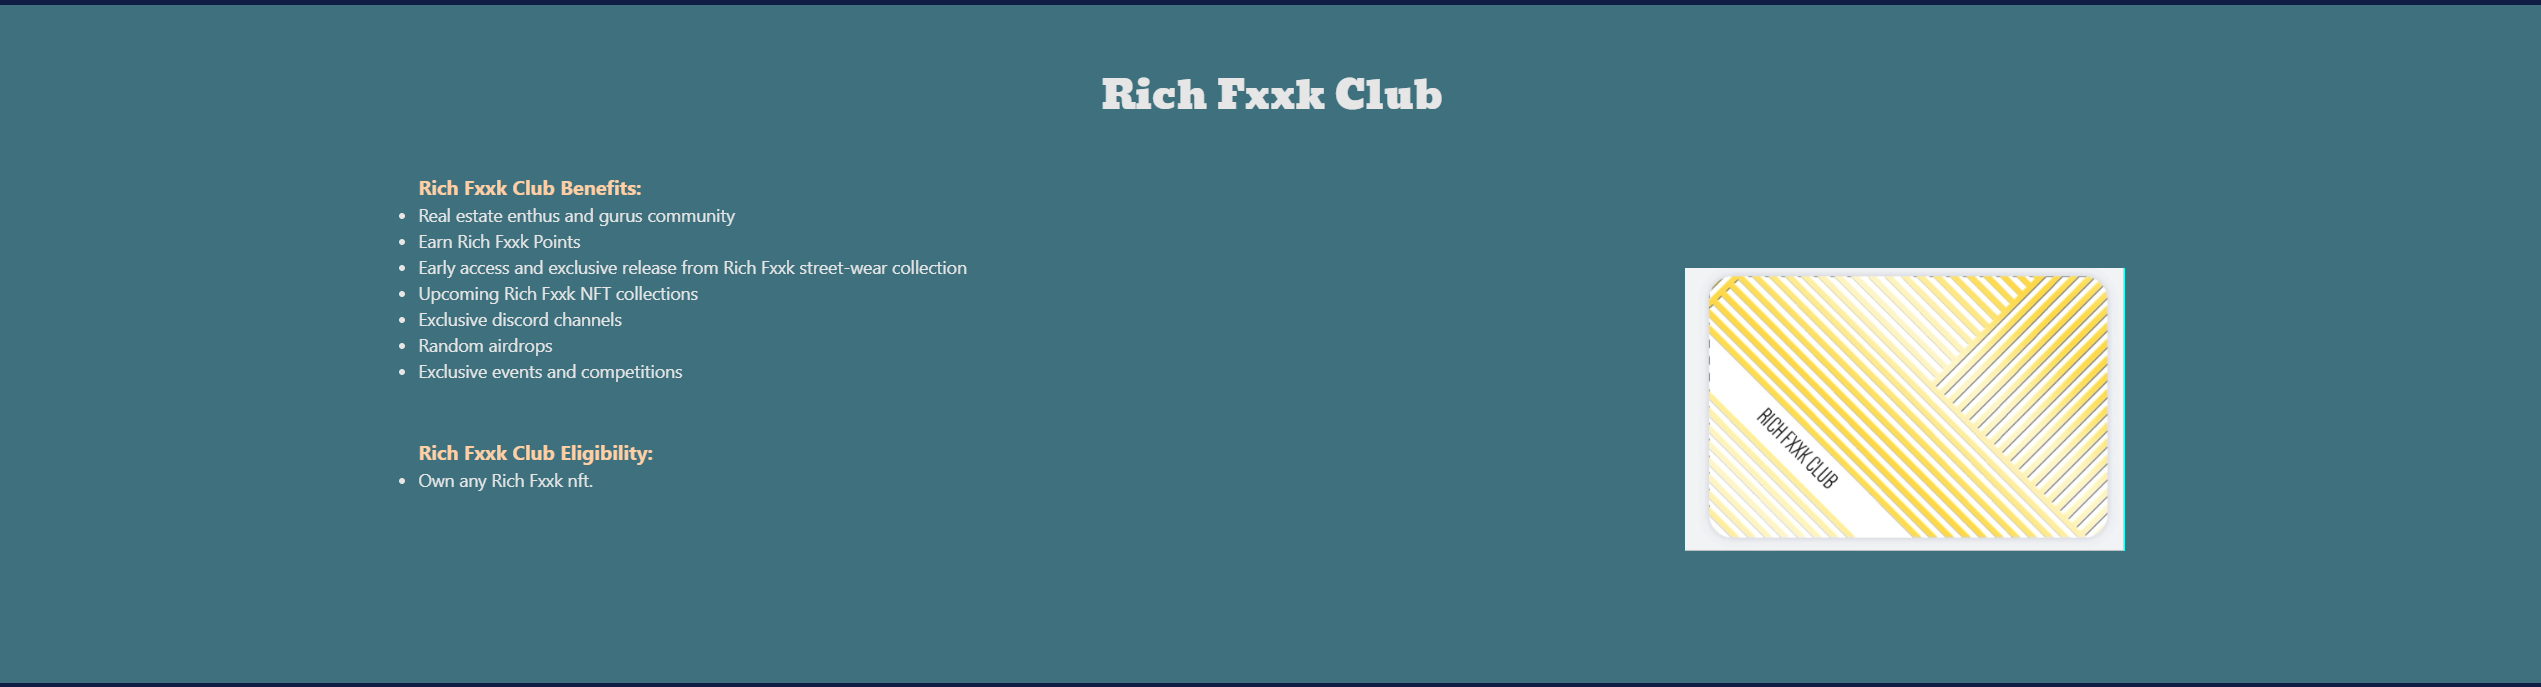 Rich Fxxk Club
Rich Fxxk Club Benefits:
Real estate enthus and gurus community
Earn Rich Fxxk Points
Early access and exclusive release from Rich Fxxk street-wear collection
Upcoming Rich Fxxk NFT collections
Exclusive discord channels
Random airdrops
Exclusive events and competitions
Rich Fxxk Club Eligibility:
Own any Rich Fxxk nft.
RICH FXXK CLUB